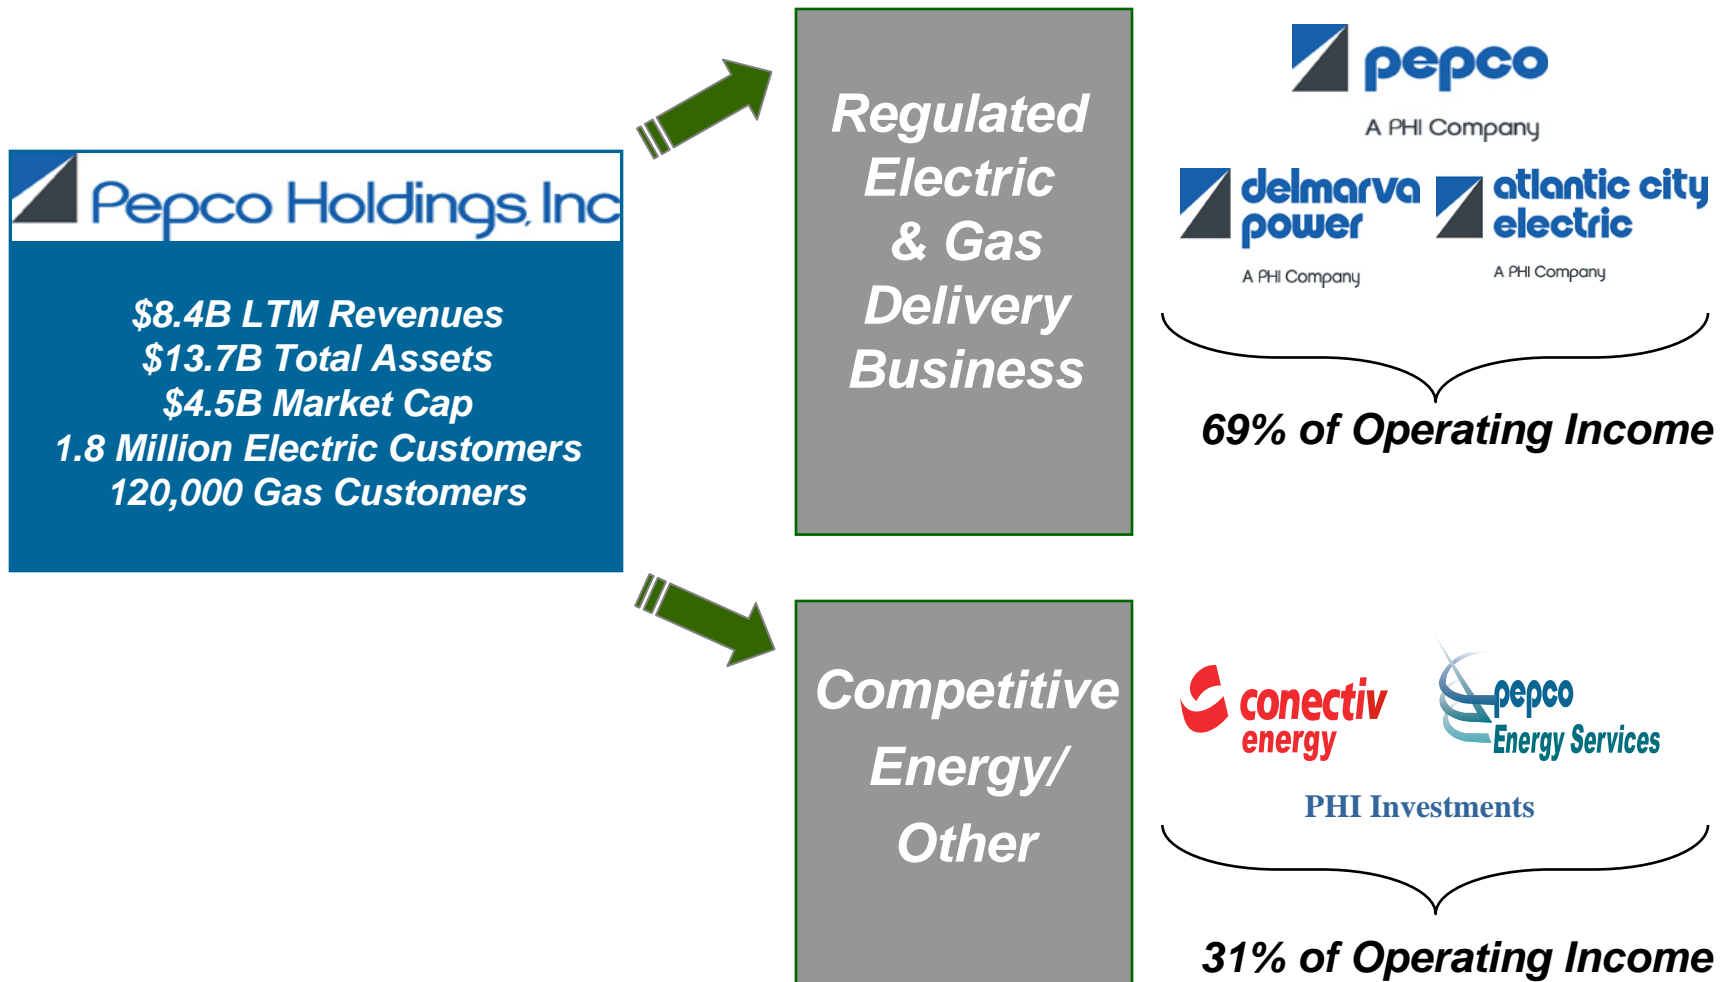 Pepco Holdings, Inc
$8.4B LTM Revenues
$13.7B Total Assets
$4.5B Market Cap
1.8 Million Electric Customers
120,000 Gas Customers
Regulated
Electric
& Gas
Delivery
Business
pepco
A PHI Company
delmarva
power
A PHI Company
atlantic city
electric
A PHI Company
69% of Operating Income
Competitive
Energy/
Other
conectiv
energy
pepco
Energy Services
PHI Investments
31% of Operating Income